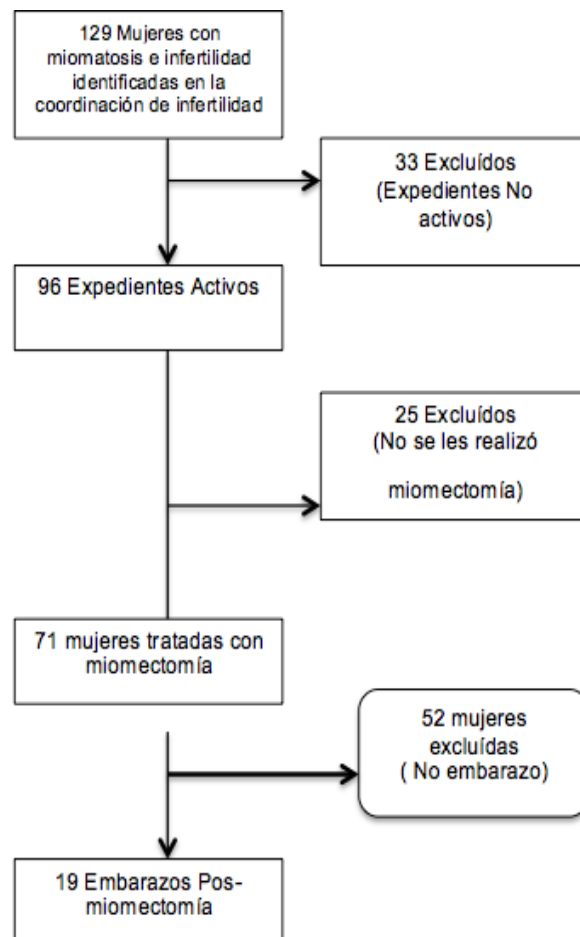 129 Mujeres con
miomatosis e infertilidad
identificadas en la
coordinación de infertilidad
33 Excluídos
(Expedientes No
activos)
96 Expedientes Activos
25 Excluídos
(No se les realizó
miomectomía)
71 mujeres tratadas con
miomectomía
52 mujeres
excluídas
( No embarazo)
19 Embarazos Pos-
miomectomía